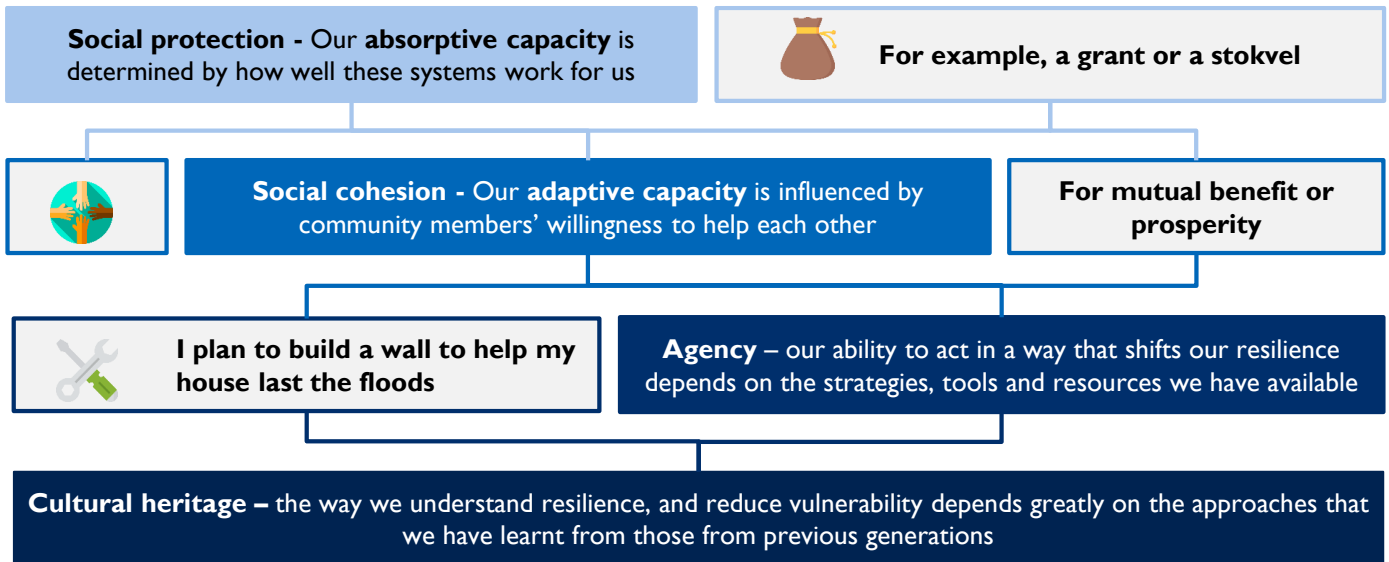 Social protection - Our absorptive capacity is
determined by how well these systems work for us
For example, a grant or a stokvel
Social cohesion - Our adaptive capacity is influenced by
community members’ willingness to help each other
For mutual benefit or
prosperity
I plan to build a wall to help my
house last the floods
Agency – our ability to act in a way that shifts our resilience
depends on the strategies, tools and resources we have available
Cultural heritage – the way we understand resilience, and reduce vulnerability depends greatly on the approaches that
we have learnt from those from previous generations